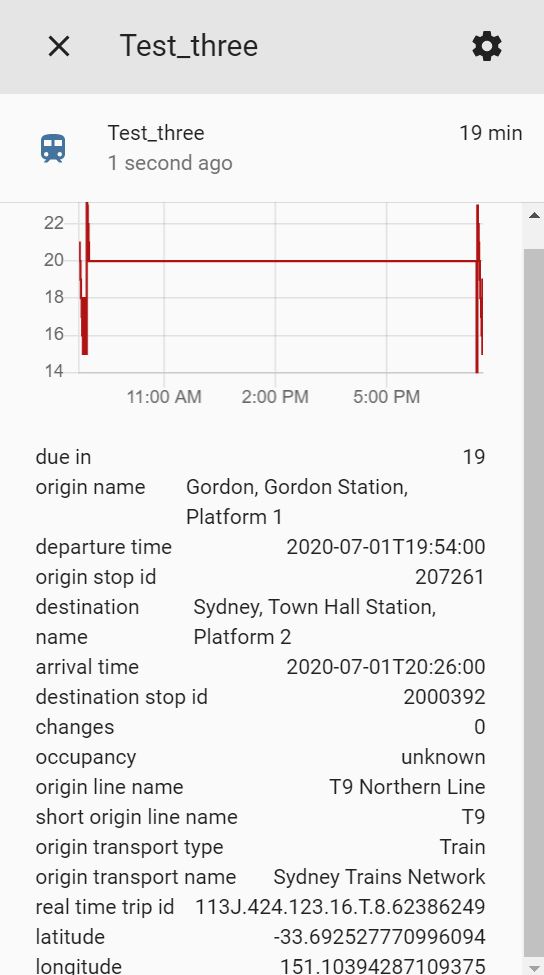 Test_three
Test_three 19 min
1 second ago
22
20
18
16
14
11:00 AM 2:00 PM 5:00 PM
due in 19
origin name Gordon, Gordon Station,
Platform 1
departure time 2020-07-01T19:54:00
origin stop id 207261
destination Sydney, Town Hall Station,
name Platform 2
arrival time 2020-07-01T20:26:00
destination stop id 2000392
changes 0
occupancy unknown
origin line name T9 Northern Line
short origin line name T9
origin transport type Train
origin transport name Sydney Trains Network
real time trip id 113J.424.123.16.T.8.62386249
latitude -33.692527770996094
longitude 151.10394287109375